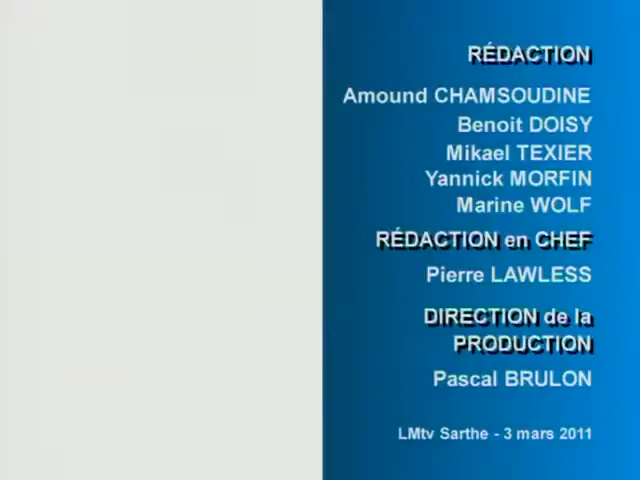 RÉDACTION
Amound CHAMSOUDINE
Benoit DOISY
Mikael TEXIER
Yannick MORFIN
Marine WOLF
RÉDACTION en CHEF
Pierre LAWLESS
DIRECTION de la
PRODUCTION
Pascal BRULON
LMtv Sarthe - 3 mars 2011